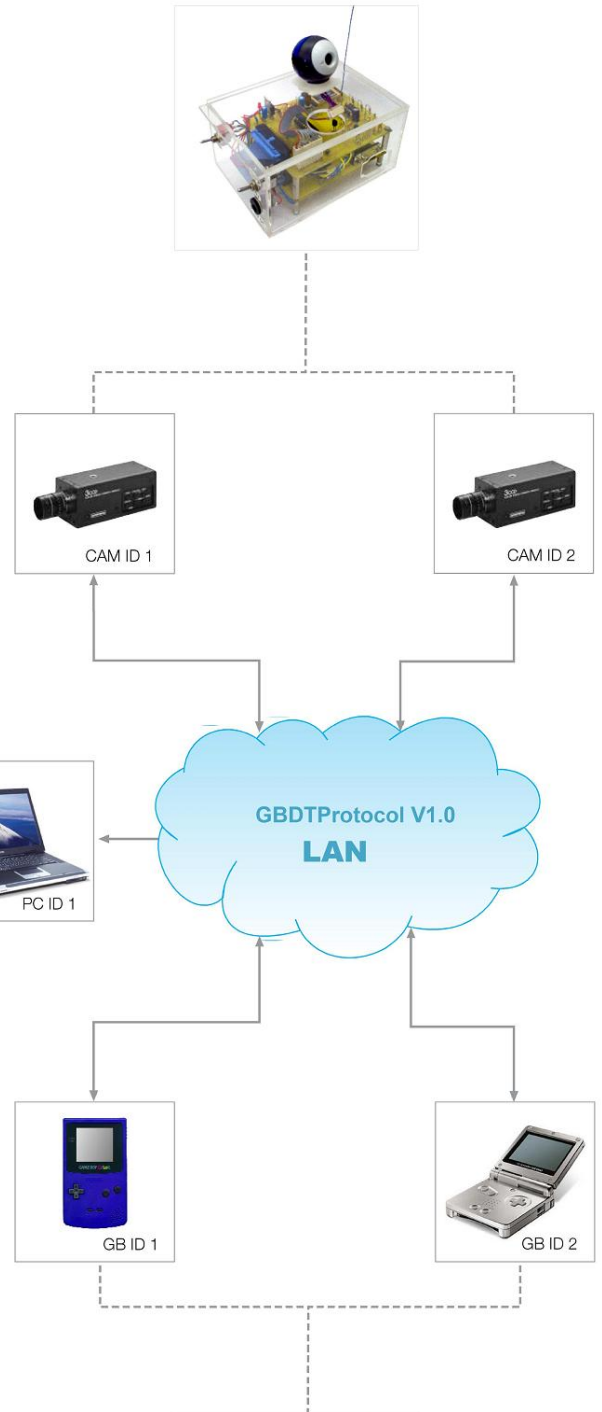 CAM ID 1
CAM ID 2
GBDTProtocol V1.0
LAN
PC ID 1
GB ID 1
GB ID 2